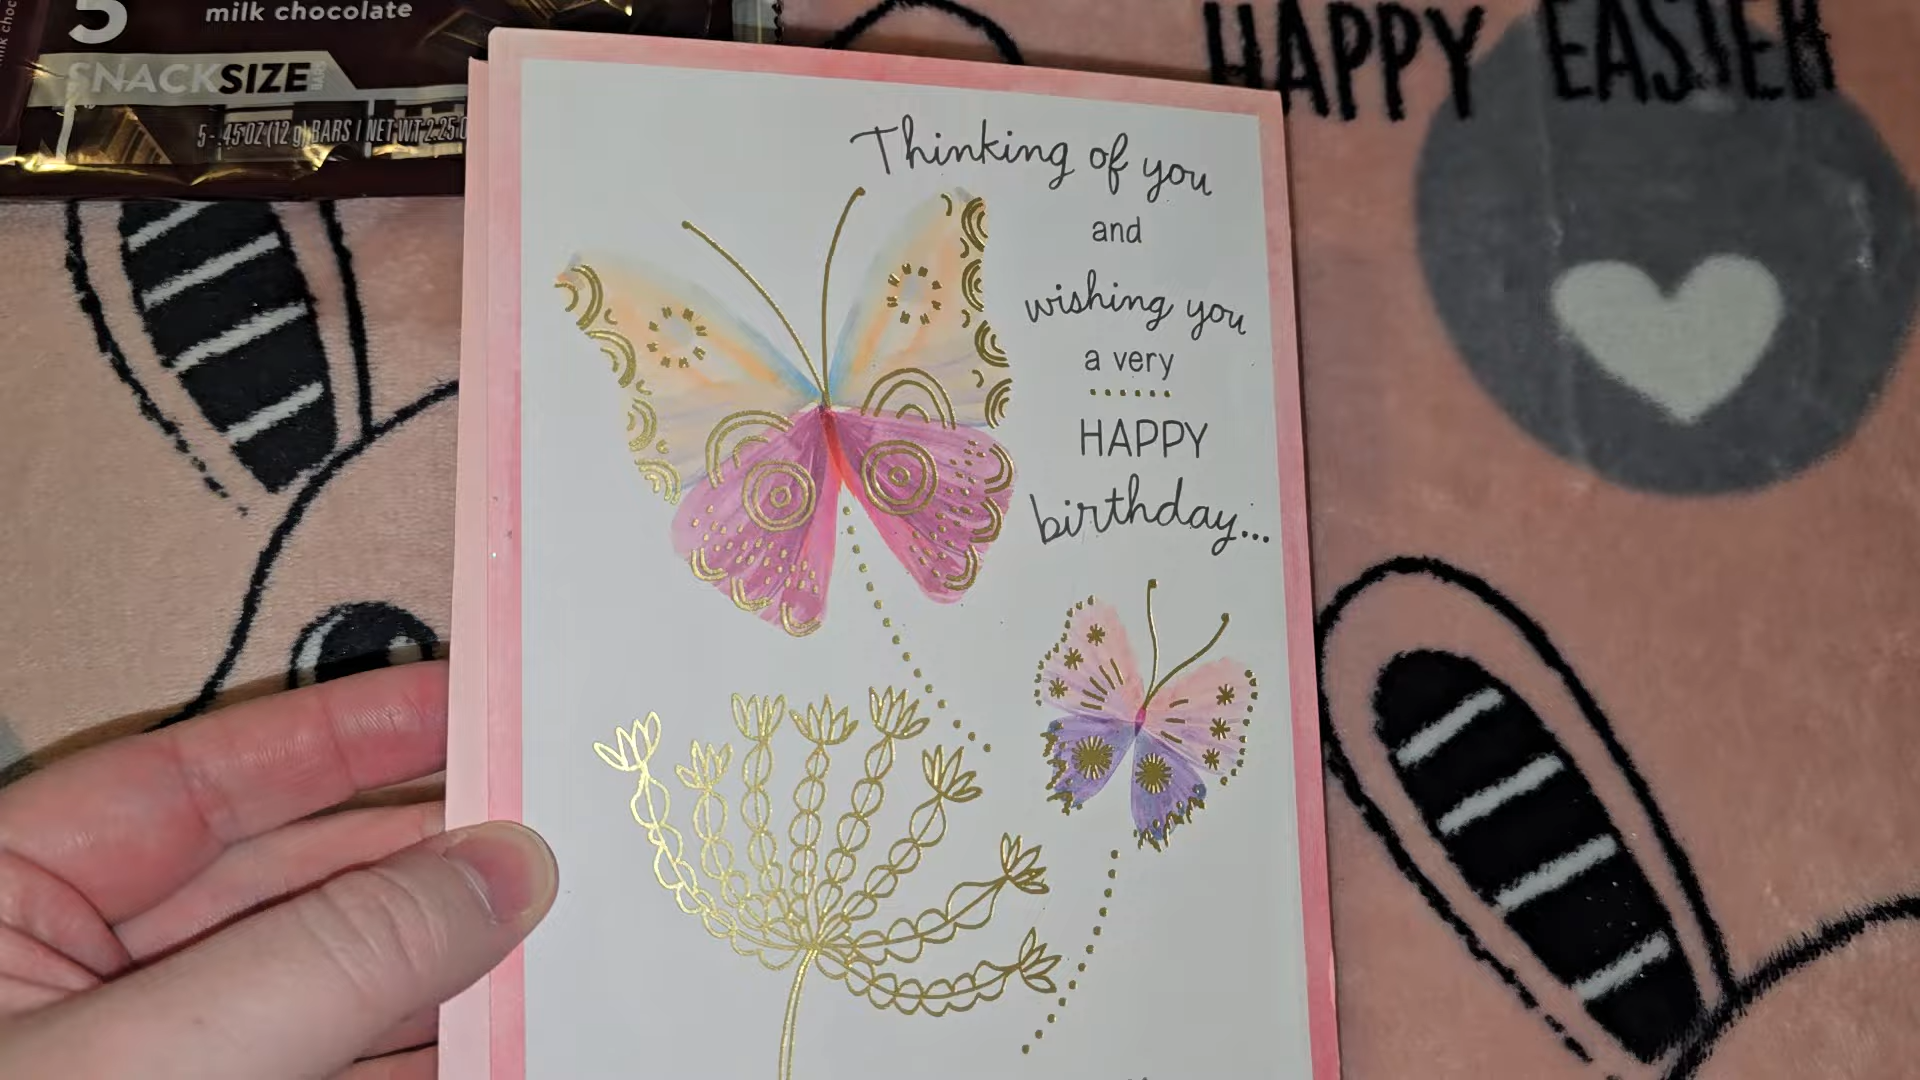 5
milk chocolate
SNACKSIZE
BARS
5 - .45 OZ (12 g) BARS | NET WT 2.25 O
HAPPY EASTER
Thinking of you
and
wishing you
a very
HAPPY
birthday...